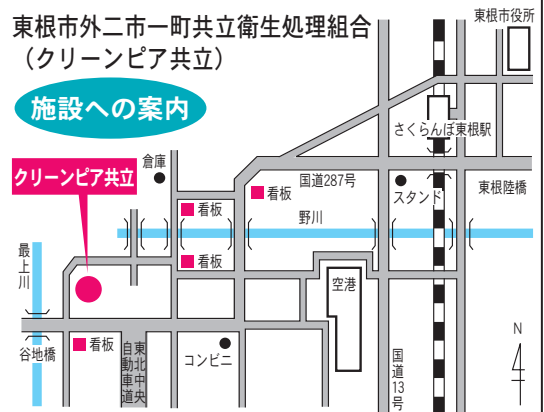 東根市外二市一町共立衛生処理組合
（クリーンピア共立）
施設への案内
東根市役所
さくらんぼ東根駅
倉庫
クリーンピア共立
国道287号
看板
スタンド
東根陸橋
看板
野川
最上川
看板
空港
谷地橋
看板
東北中央
自動車道
コンビニ
国道13号
N
4